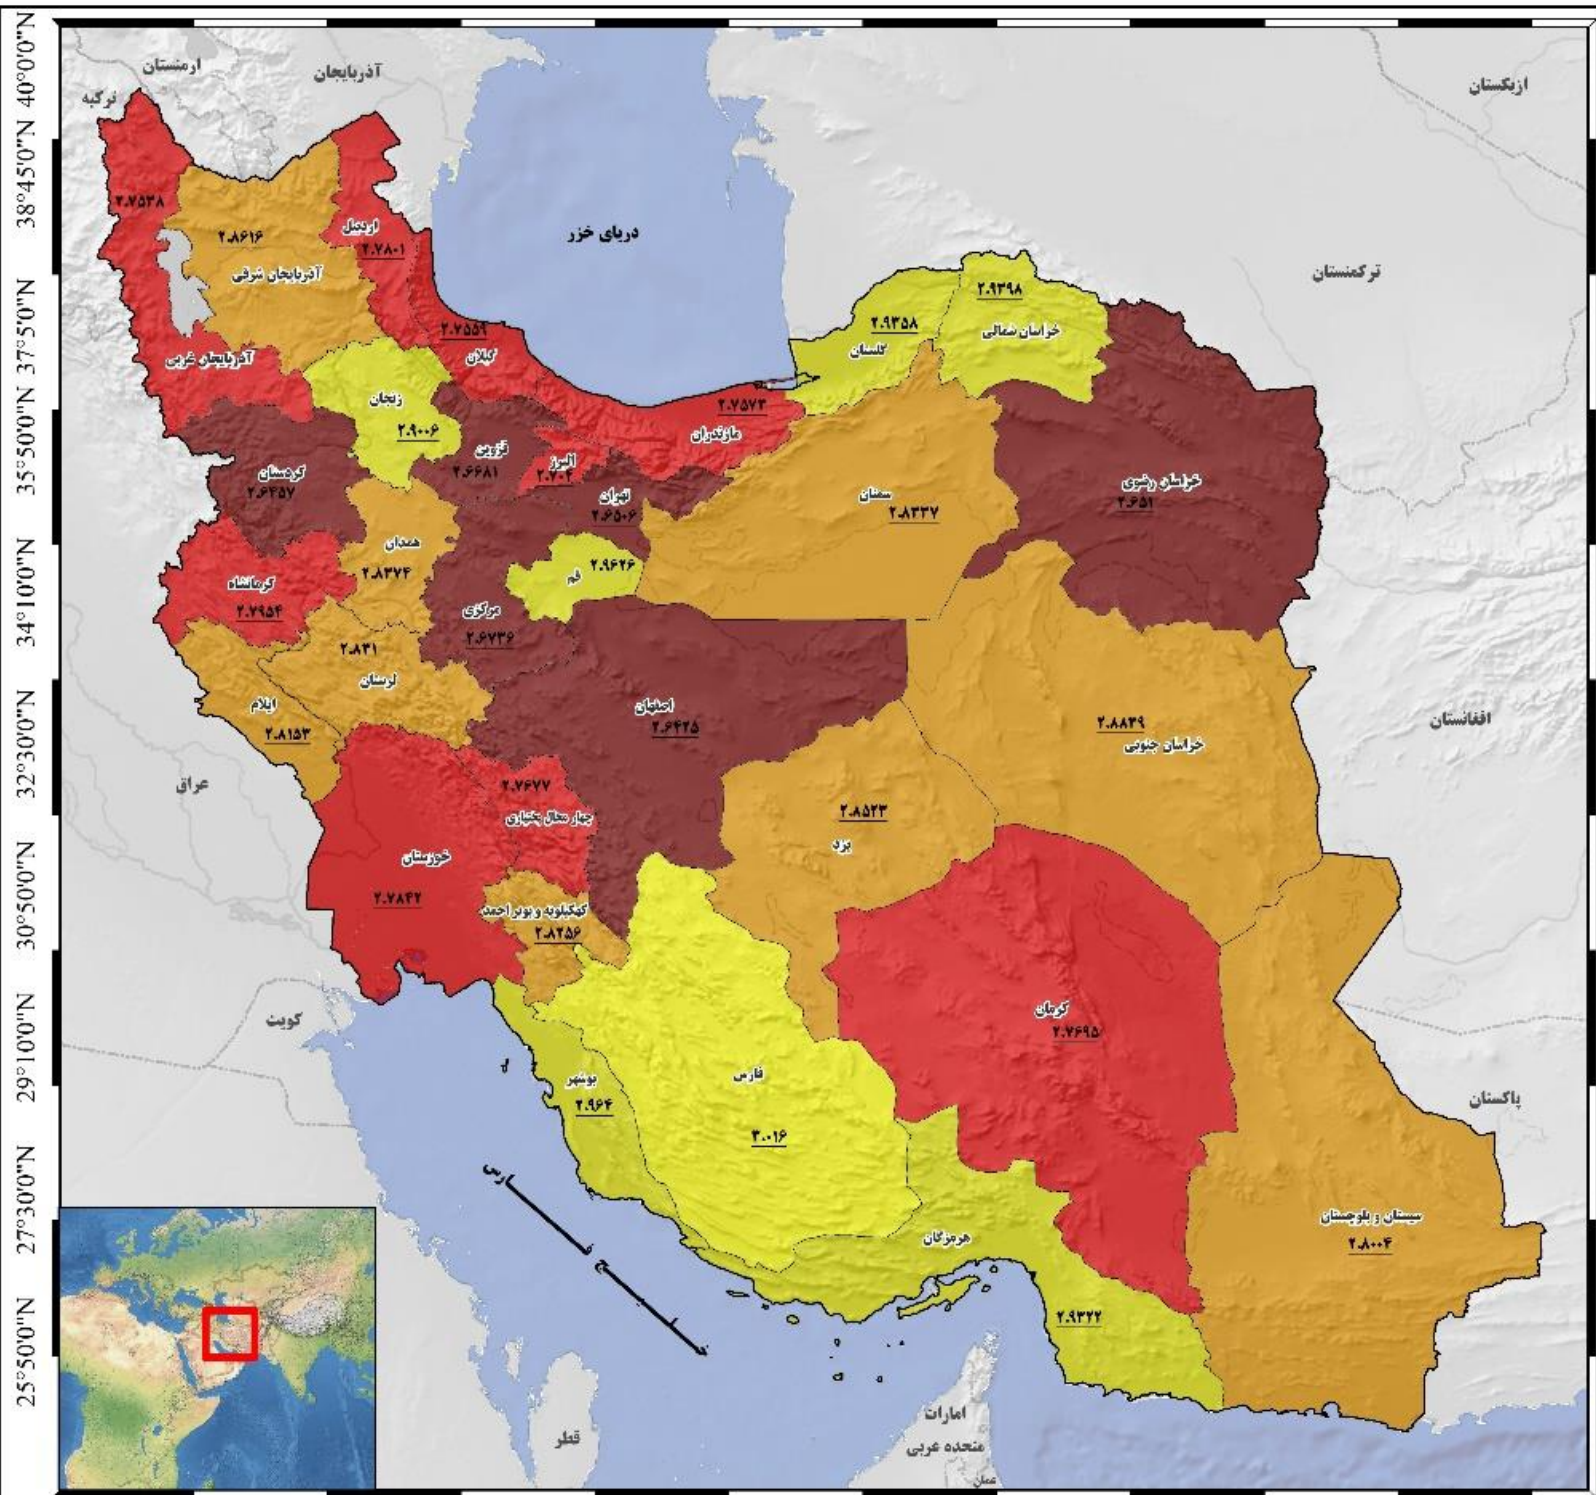 40°0'0"N
38°45'0"N
37°5'0"N
35°50'0"N
34°10'0"N
32°30'0"N
30°50'0"N
29°10'0"N
27°30'0"N
25°50'0"N
ارمنستان
آذربایجان
ترکیه
ازبکستان
ترکمنستان
دریای خزر
۲.۷۵۳۸
آذربایجان غربی
۲.۸۶۱۶
آذربایجان شرقی
اردبیل
۲.۷۸۰۱
۲.۷۵۵۹
گیلان
۲.۹۳۵۸
گلستان
۲.۹۳۹۸
خراسان شمالی
زنجان
۲.۹۰۰۶
قزوین
۲.۶۶۸۱
البرز
۲.۷۰۴
۲.۷۵۷۳
مازندران
تهران
۲.۶۵۰۶
سمنان
۲.۸۳۳۷
خراسان رضوی
۲.۶۵۱
کردستان
۲.۶۴۵۷
همدان
۲.۸۳۷۴
کرمانشاه
۲.۷۹۵۴
مرکزی
۲.۶۷۳۶
قم
۲.۹۶۲۶
۲.۸۳۱
لرستان
ایلام
۲.۸۱۵۳
اصفهان
۲.۶۴۲۵
۲.۸۸۳۹
خراسان جنوبی
افغانستان
عراق
۲.۷۶۷۷
چهار محال بختیاری
خوزستان
۲.۷۸۴۲
۲.۸۵۲۳
یزد
کهگیلویه و بویر احمد
۲.۸۲۵۶
کرمان
۲.۷۶۹۵
کویت
بوشهر
۲.۹۶۴
فارس
۳.۰۱۶
پاکستان
سیستان و بلوچستان
۲.۸۰۰۴
هرمزگان
۲.۹۳۲۲
خلیج فارس
قطر
امارات
متحده عربی
عمان